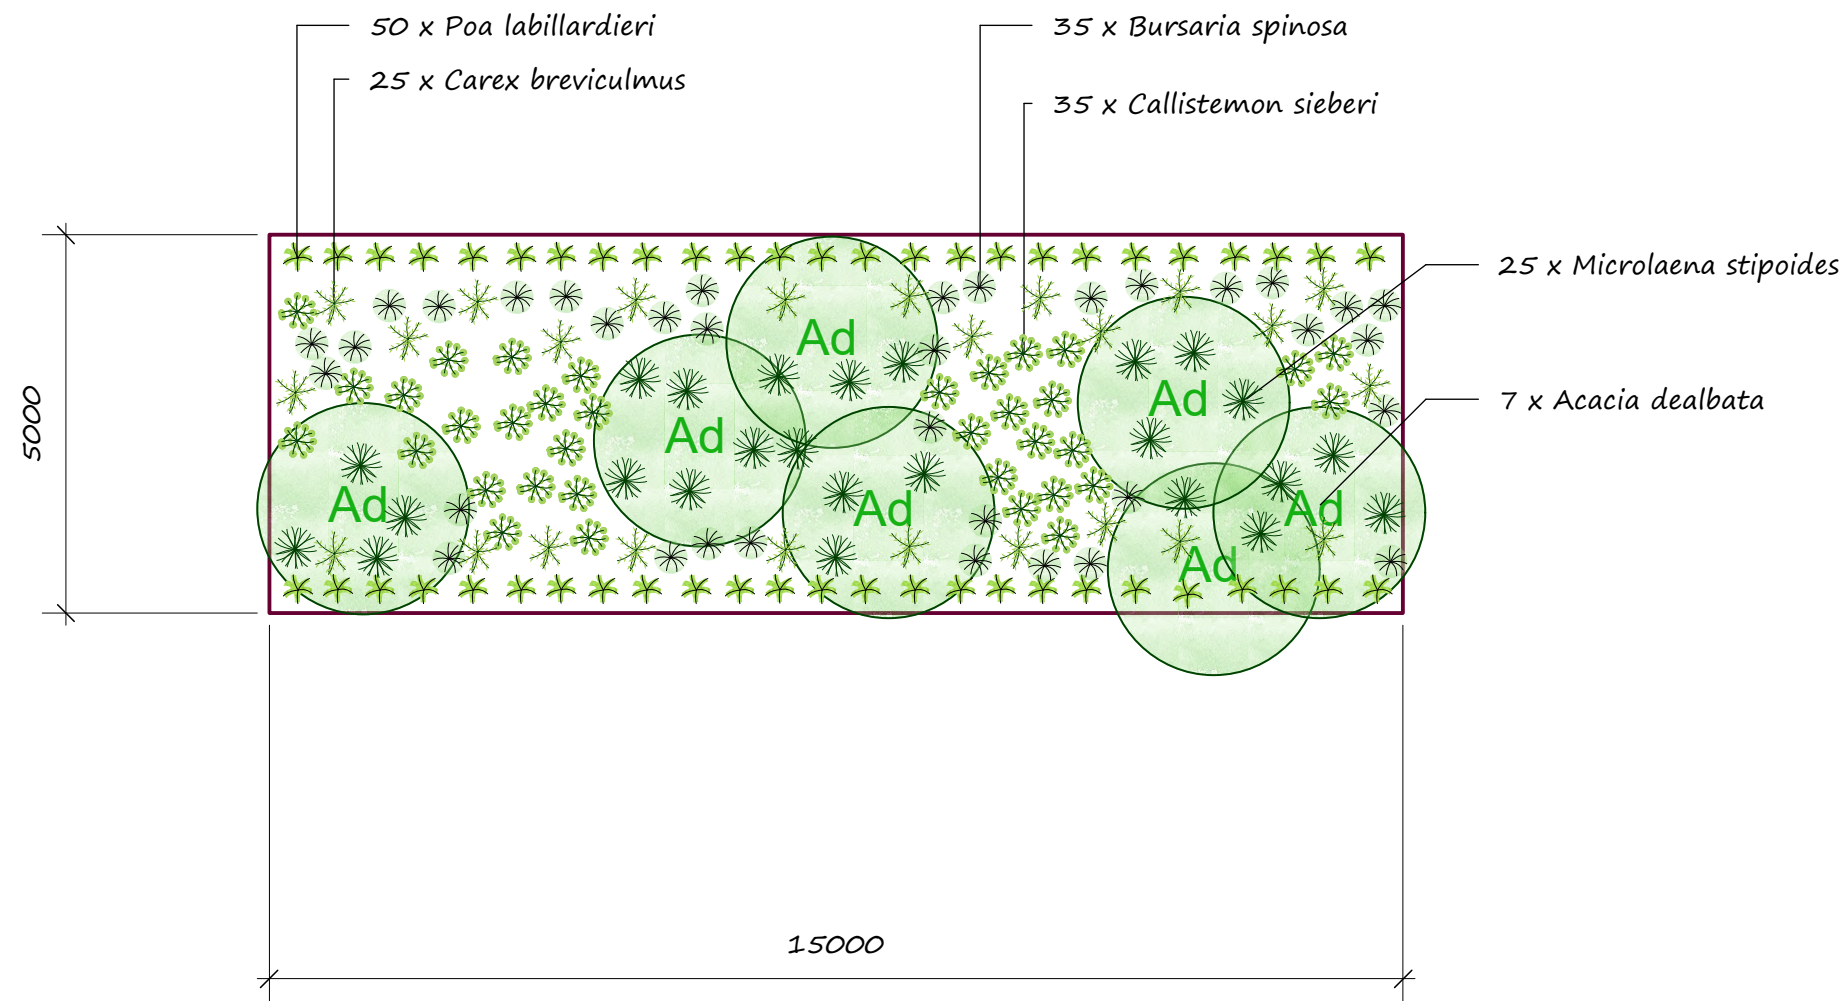 50 x Poa labillardieri
35 x Bursaria spinosa
25 x Carex breviculmus
35 x Callistemon sieberi
25 x Microlaena stipoides
7 x Acacia dealbata
5000
Ad
Ad
Ad
Ad
Ad
Ad
Ad
15000